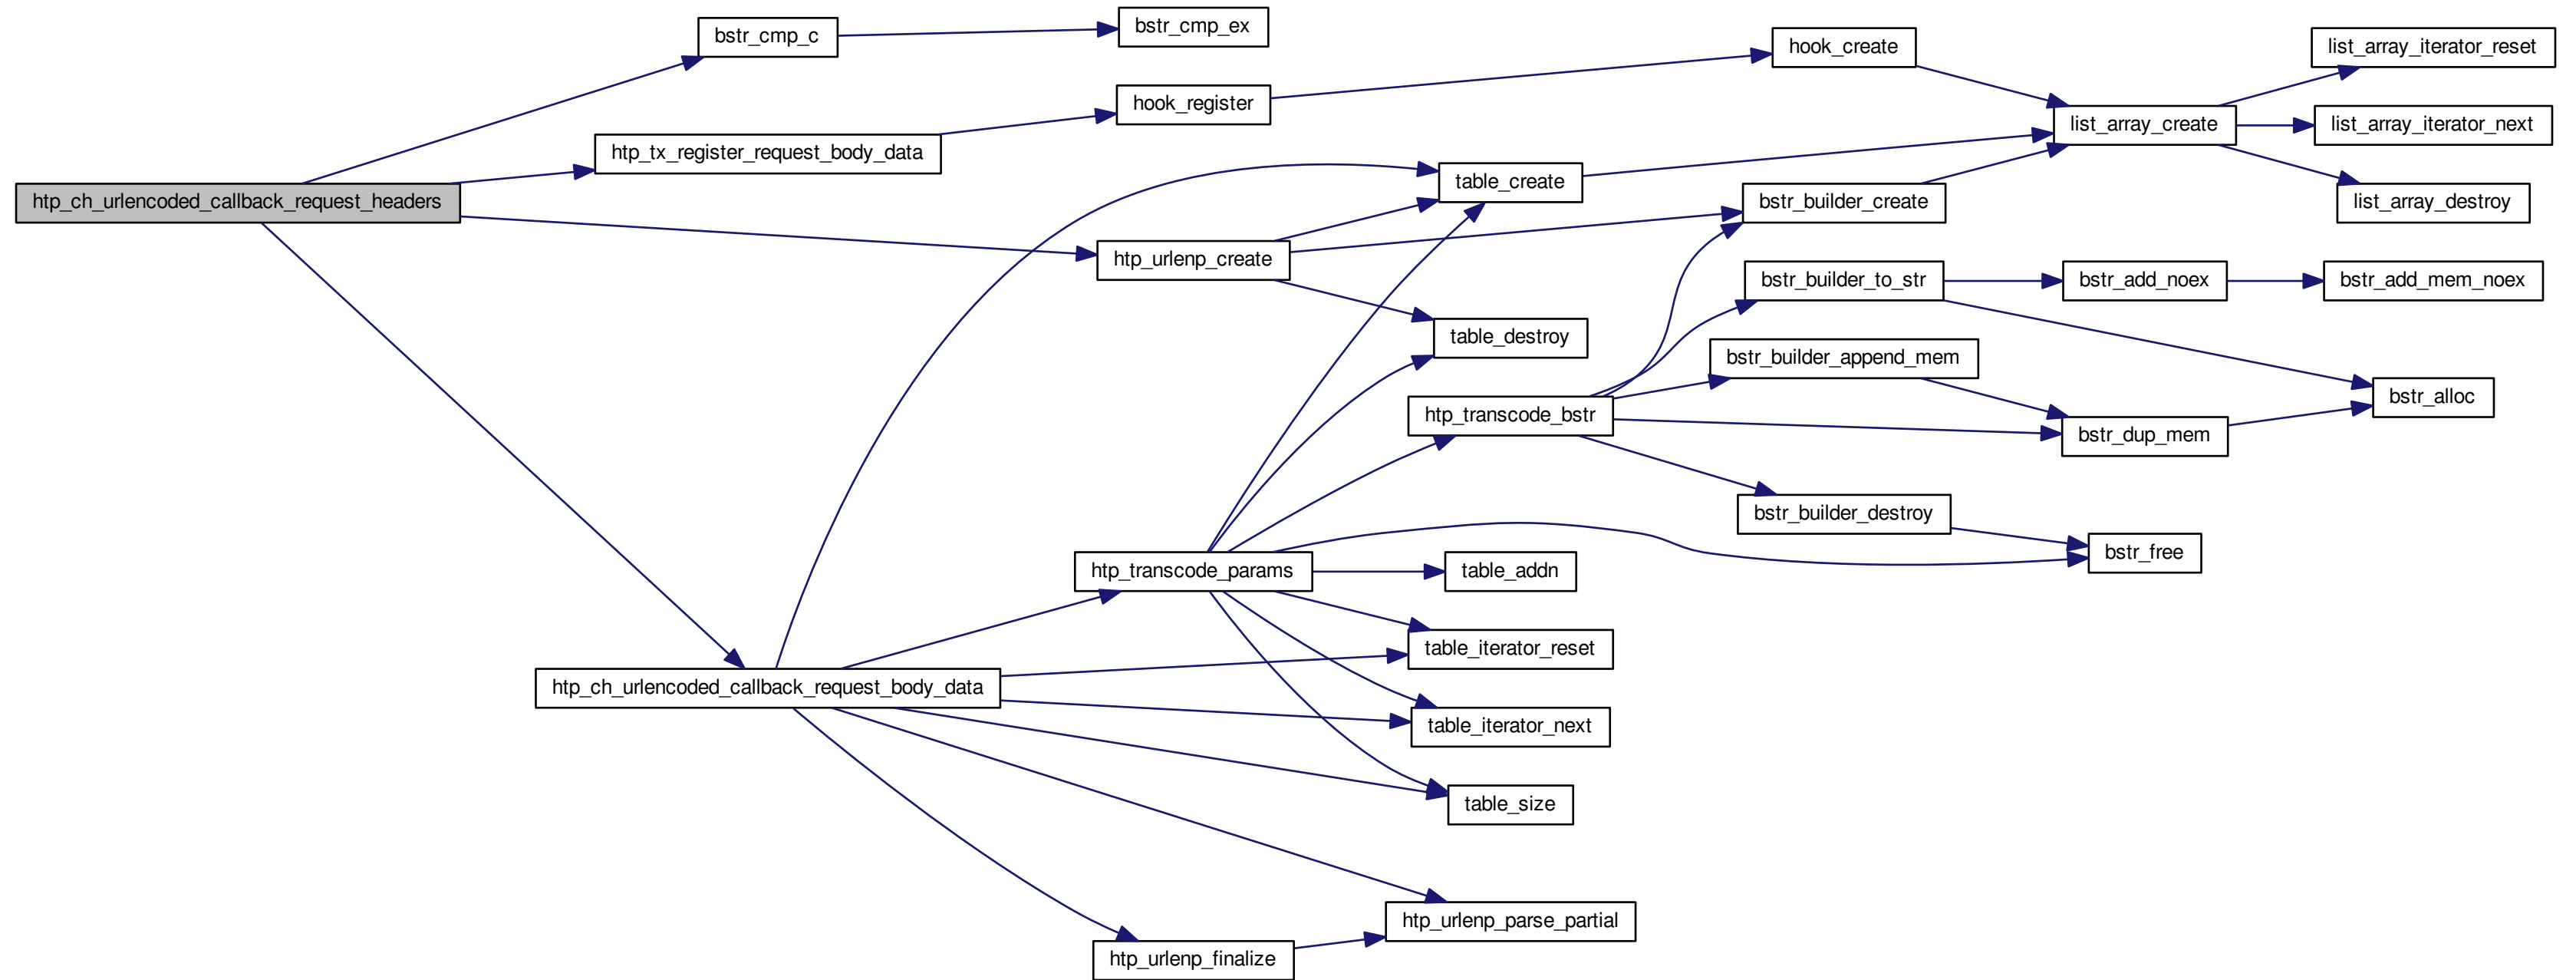 bstr_cmp_ex
bstr_cmp_c
hook_create
list_array_iterator_reset
hook_register
list_array_create
list_array_iterator_next
htp_tx_register_request_body_data
table_create
htp_ch_urlencoded_callback_request_headers
bstr_builder_create
list_array_destroy
htp_urlenp_create
bstr_builder_to_str
bstr_add_noex
bstr_add_mem_noex
table_destroy
bstr_builder_append_mem
bstr_alloc
htp_transcode_bstr
bstr_dup_mem
bstr_builder_destroy
bstr_free
htp_transcode_params
table_addn
table_iterator_reset
htp_ch_urlencoded_callback_request_body_data
table_iterator_next
table_size
htp_urlenp_parse_partial
htp_urlenp_finalize